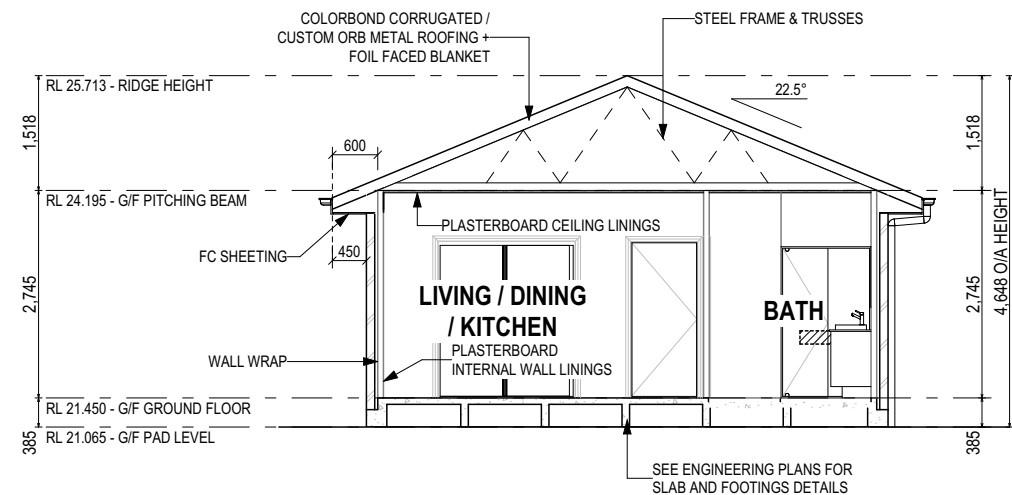 COLORBOND CORRUGATED /
CUSTOM ORB METAL ROOFING +
FOIL FACED BLANKET
STEEL FRAME & TRUSSES
RL 25.713 - RIDGE HEIGHT
22.5°
1,518
600
1,518
RL 24.195 - G/F PITCHING BEAM
PLASTERBOARD CEILING LININGS
FC SHEETING
450
2,745
LIVING / DINING
/ KITCHEN
BATH
2,745
4,648 O/A HEIGHT
PLASTERBOARD
INTERNAL WALL LININGS
WALL WRAP
RL 21.450 - G/F GROUND FLOOR
RL 21.065 - G/F PAD LEVEL
385
385
SEE ENGINEERING PLANS FOR
SLAB AND FOOTINGS DETAILS